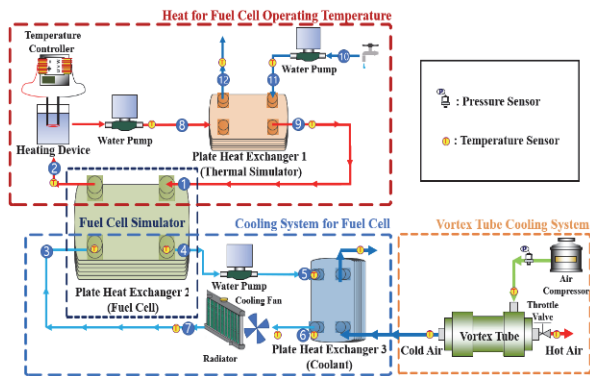 Heat for Fuel Cell Operating Temperature
Temperature
Controller
Heating Device
Water Pump
Water Pump
12
11
10
8
9
2
1
Plate Heat Exchanger 1
(Thermal Simulator)
P : Pressure Sensor
T : Temperature Sensor
Fuel Cell Simulator
3
4
Plate Heat Exchanger 2
(Fuel Cell)
Cooling System for Fuel Cell
Water Pump
Cooling Fan
5
6
7
Radiator
Plate Heat Exchanger 3
(Coolant)
Vortex Tube Cooling System
P
T
Air
Compressor
Throttle
Valve
Vortex Tube
Cold Air
Hot Air